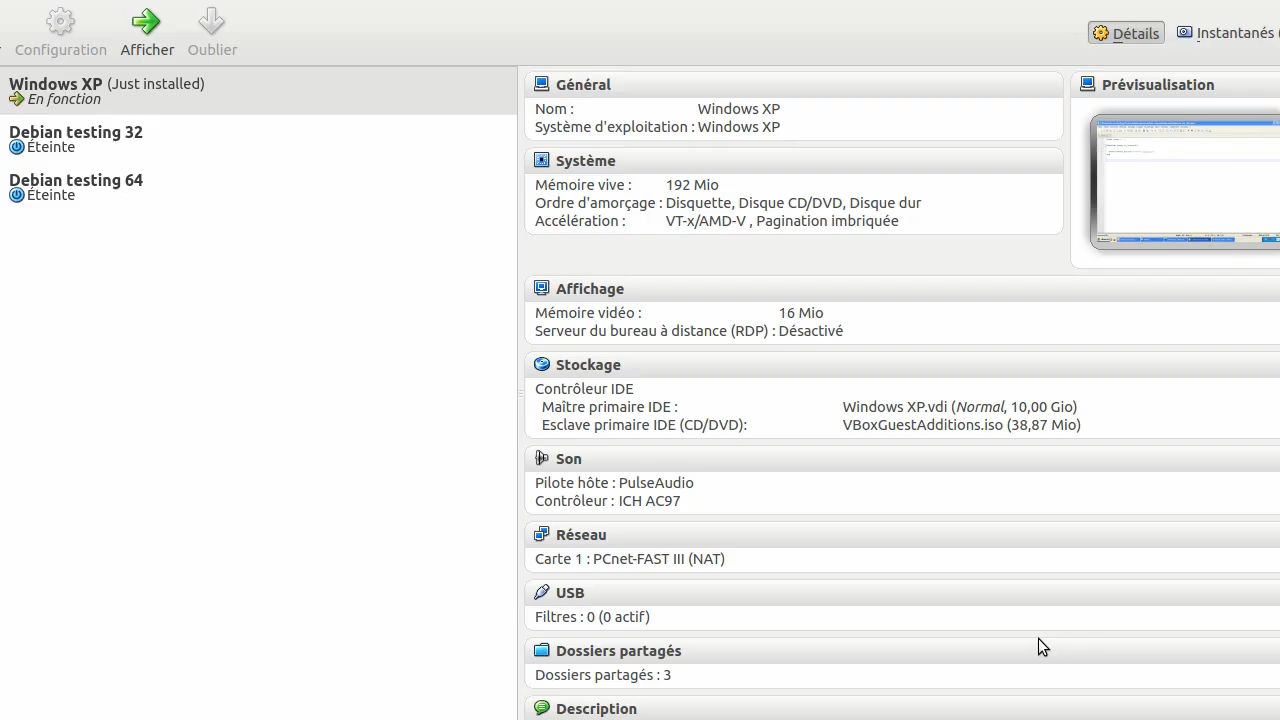 Configuration
Afficher
Oublier
Détails
Instantanés (
Windows XP (Just installed)
En fonction
Debian testing 32
Éteinte
Debian testing 64
Éteinte
Général
Nom : Windows XP
Système d'exploitation : Windows XP
Système
Mémoire vive : 192 Mio
Ordre d'amorçage : Disquette, Disque CD/DVD, Disque dur
Accélération : VT-x/AMD-V , Pagination imbriquée
Prévisualisation
Affichage
Mémoire vidéo : 16 Mio
Serveur du bureau à distance (RDP) : Désactivé
Stockage
Contrôleur IDE
Maître primaire IDE : Windows XP.vdi (Normal, 10,00 Gio)
Esclave primaire IDE (CD/DVD): VBoxGuestAdditions.iso (38,87 Mio)
Son
Pilote hôte : PulseAudio
Contrôleur : ICH AC97
Réseau
Carte 1 : PCnet-FAST III (NAT)
USB
Filtres : 0 (0 actif)
Dossiers partagés
Dossiers partagés : 3
Description